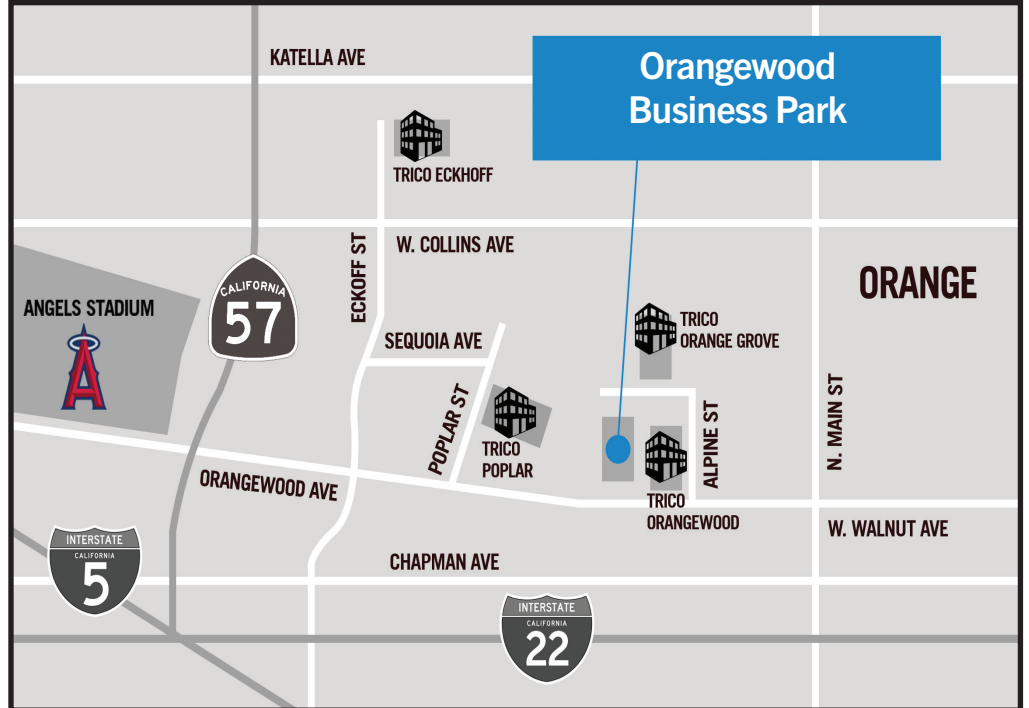 KATELLA AVE
Orangewood
Business Park
TRICO ECKHOFF
ECKOFF ST
W. COLLINS AVE
ORANGE
ANGELS STADIUM
A
CALIFORNIA
57
TRICO
ORANGE GROVE
SEQUOIA AVE
POPLAR ST
TRICO
POPLAR
ALPINE ST
N. MAIN ST
ORANGEWOOD AVE
TRICO
ORANGEWOOD
W. WALNUT AVE
INTERSTATE
CALIFORNIA
5
CHAPMAN AVE
INTERSTATE
CALIFORNIA
22